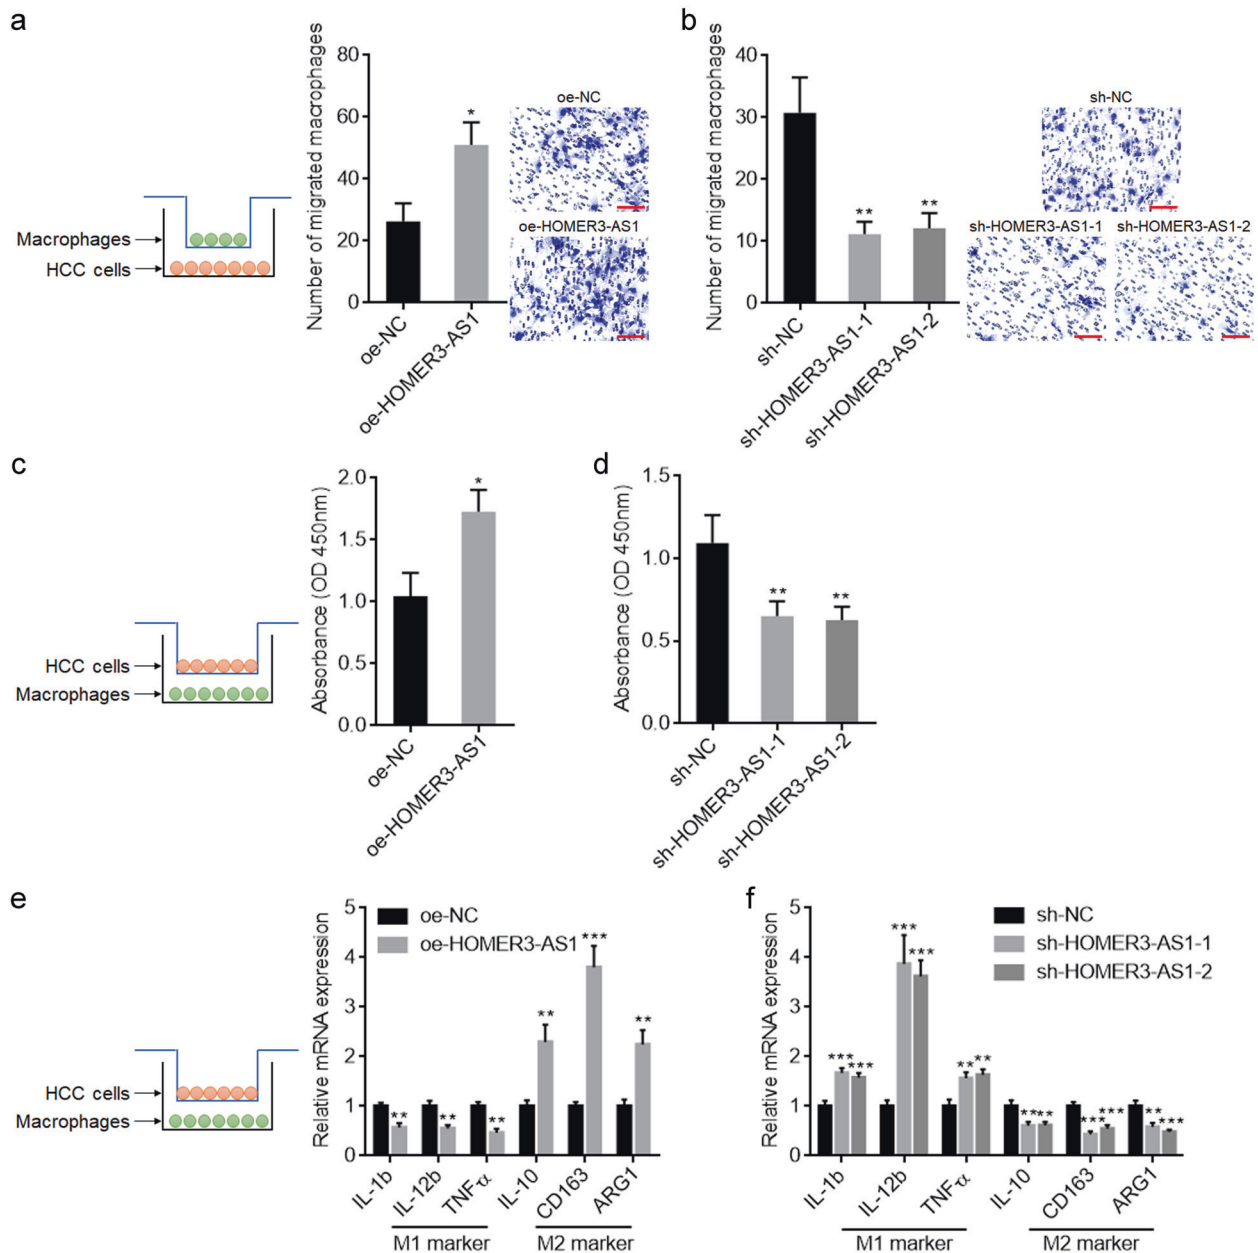 a
Macrophages
HCC cells
Number of migrated macrophages
80
60
40
20
0
*
oe-NC
oe-HOMER3-AS1
oe-NC
oe-HOMER3-AS1
b
Number of migrated macrophages
40
30
20
10
0
**
**
sh-NC
sh-HOMER3-AS1-1
sh-HOMER3-AS1-2
sh-NC
sh-HOMER3-AS1-1 sh-HOMER3-AS1-2
c
HCC cells
Macrophages
Absorbance (OD 450nm)
2.0
1.5
1.0
0.5
0.0
*
oe-NC
oe-HOMER3-AS1
d
Absorbance (OD 450nm)
1.5
1.0
0.5
0.0
**
**
sh-NC
sh-HOMER3-AS1-1
sh-HOMER3-AS1-2
e
HCC cells
Macrophages
Relative mRNA expression
5
4
3
2
1
0
oe-NC
oe-HOMER3-AS1
**
**
**
**
***
**
IL-1b
IL-12b
TNFα
IL-10
CD163
ARG1
M1 marker
M2 marker
f
Relative mRNA expression
5
4
3
2
1
0
sh-NC
sh-HOMER3-AS1-1
sh-HOMER3-AS1-2
***
***
***
***
**
**
**
**
***
***
**
***
IL-1b
IL-12b
TNFα
IL-10
CD163
ARG1
M1 marker
M2 marker